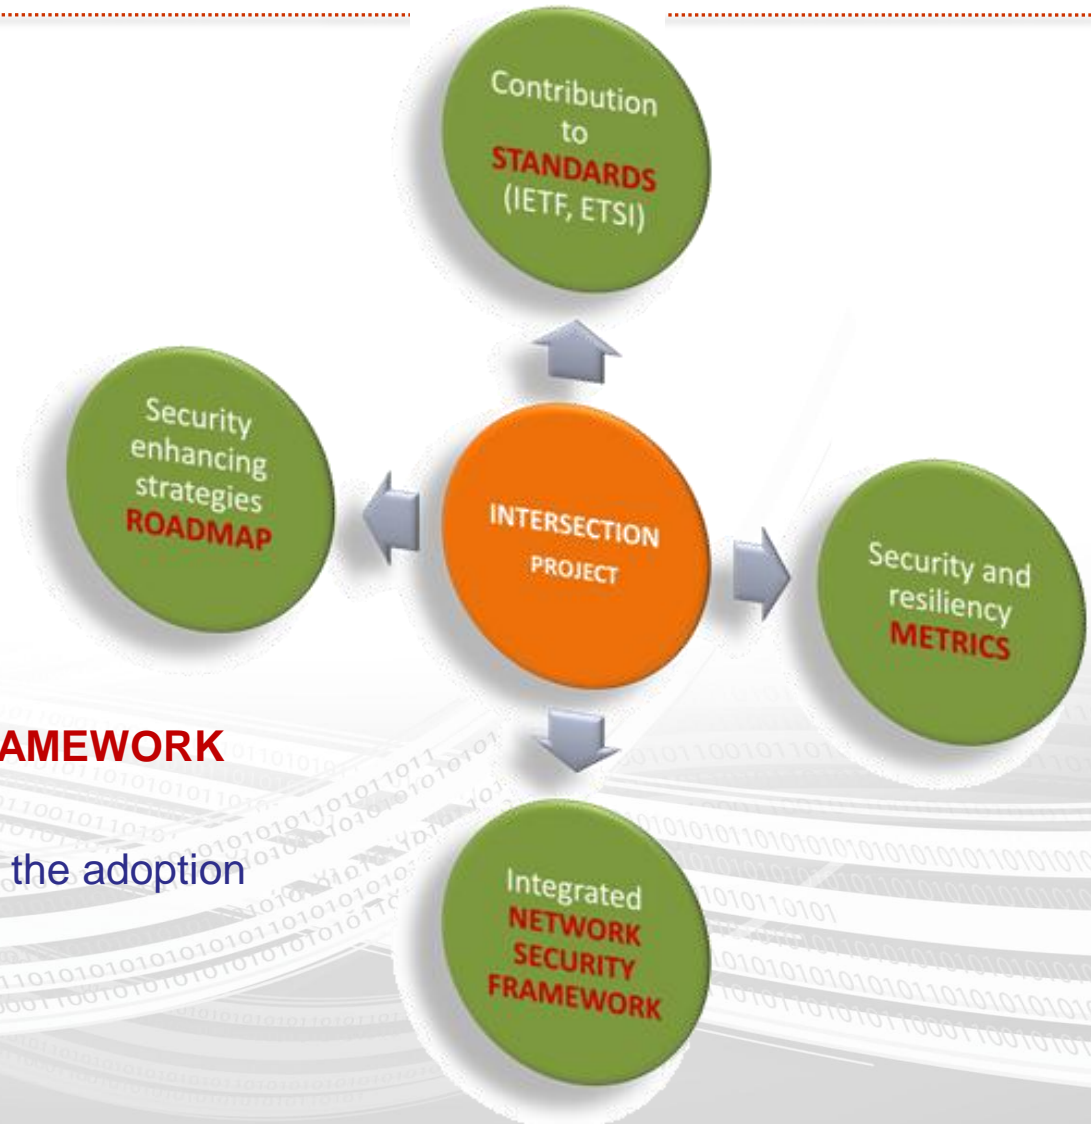 Contribution
to
STANDARDS
(IETF, ETSI)
Security
enhancing
strategies
ROADMAP
INTERSECTION
PROJECT
Security and
resiliency
METRICS
AMEWORK
the adoption
Integrated
NETWORK
SECURITY
FRAMEWORK